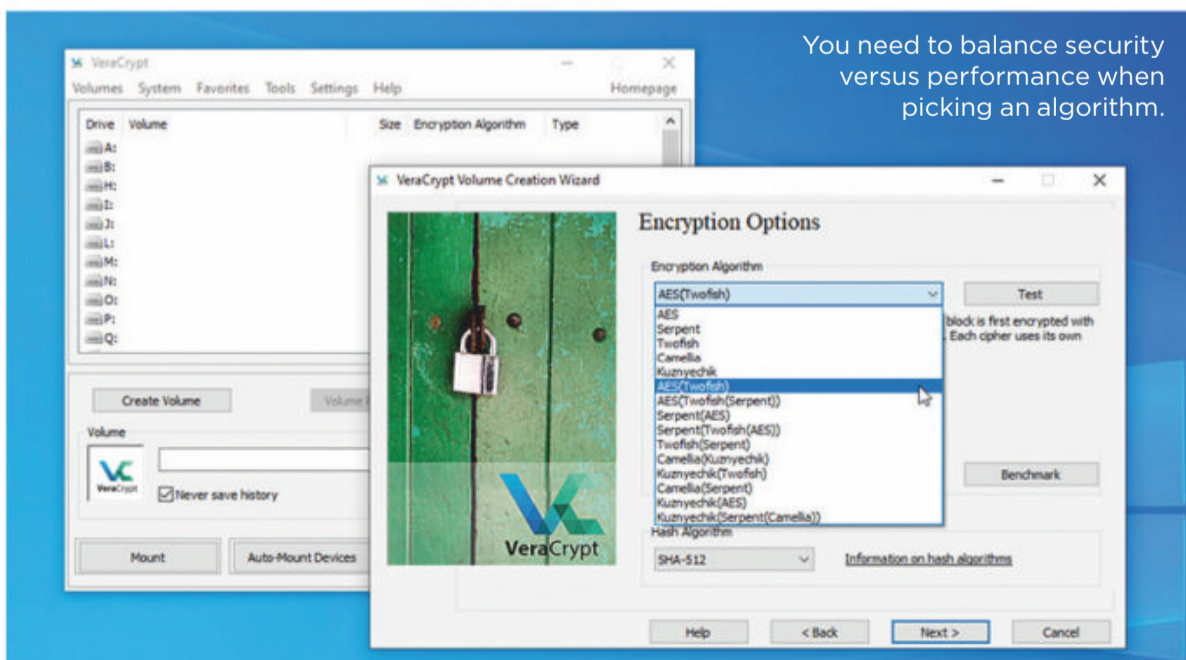 You need to balance security
versus performance when
picking an algorithm.
VeraCrypt
Volumes System Favorites Tools Settings Help Homepage
Drive Volume Size Encryption Algorithm Type
A:
B:
H:
I:
J:
L:
M:
N:
O:
P:
Q:
Create Volume
Volume
Volume
VeraCrypt
Never save history
Mount
Auto-Mount Devices
VeraCrypt Volume Creation Wizard
VeraCrypt
Encryption Options
Encryption Algorithm
AES(Twofish)
Test
AES
Serpent
Twofish
Camellia
Kuznyechik
AES(Twofish)
AES(Twofish(Serpent))
Serpent(AES)
Serpent(Twofish(AES))
Twofish(Serpent)
Camellia(Kuznyechik)
Kuznyechik(Twofish)
Camellia(Serpent)
Kuznyechik(AES)
Kuznyechik(Serpent(Camellia))
block is first encrypted with
. Each cipher uses its own
Benchmark
Hash Algorithm
SHA-512
Information on hash algorithms
Help
< Back
Next >
Cancel